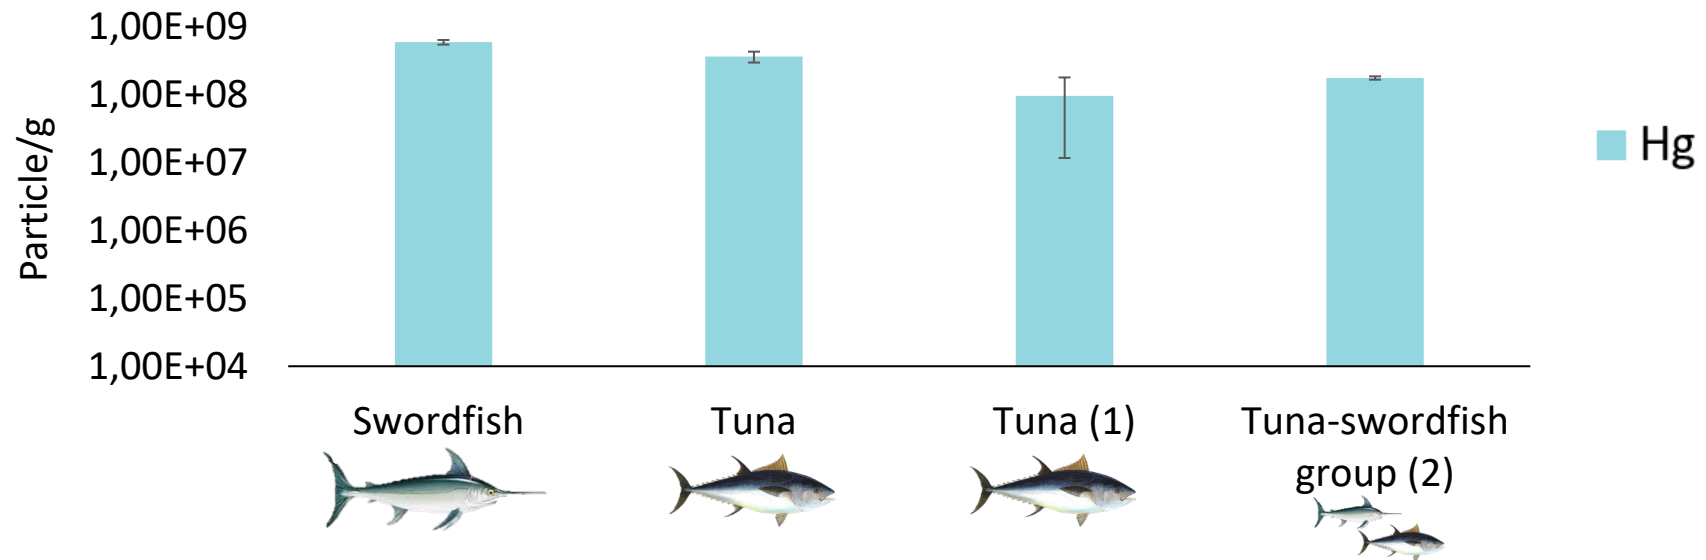 Particle/g
1,00E+09
1,00E+08
1,00E+07
1,00E+06
1,00E+05
1,00E+04
Swordfish
Tuna
Tuna (1)
Tuna-swordfish
group (2)
Hg